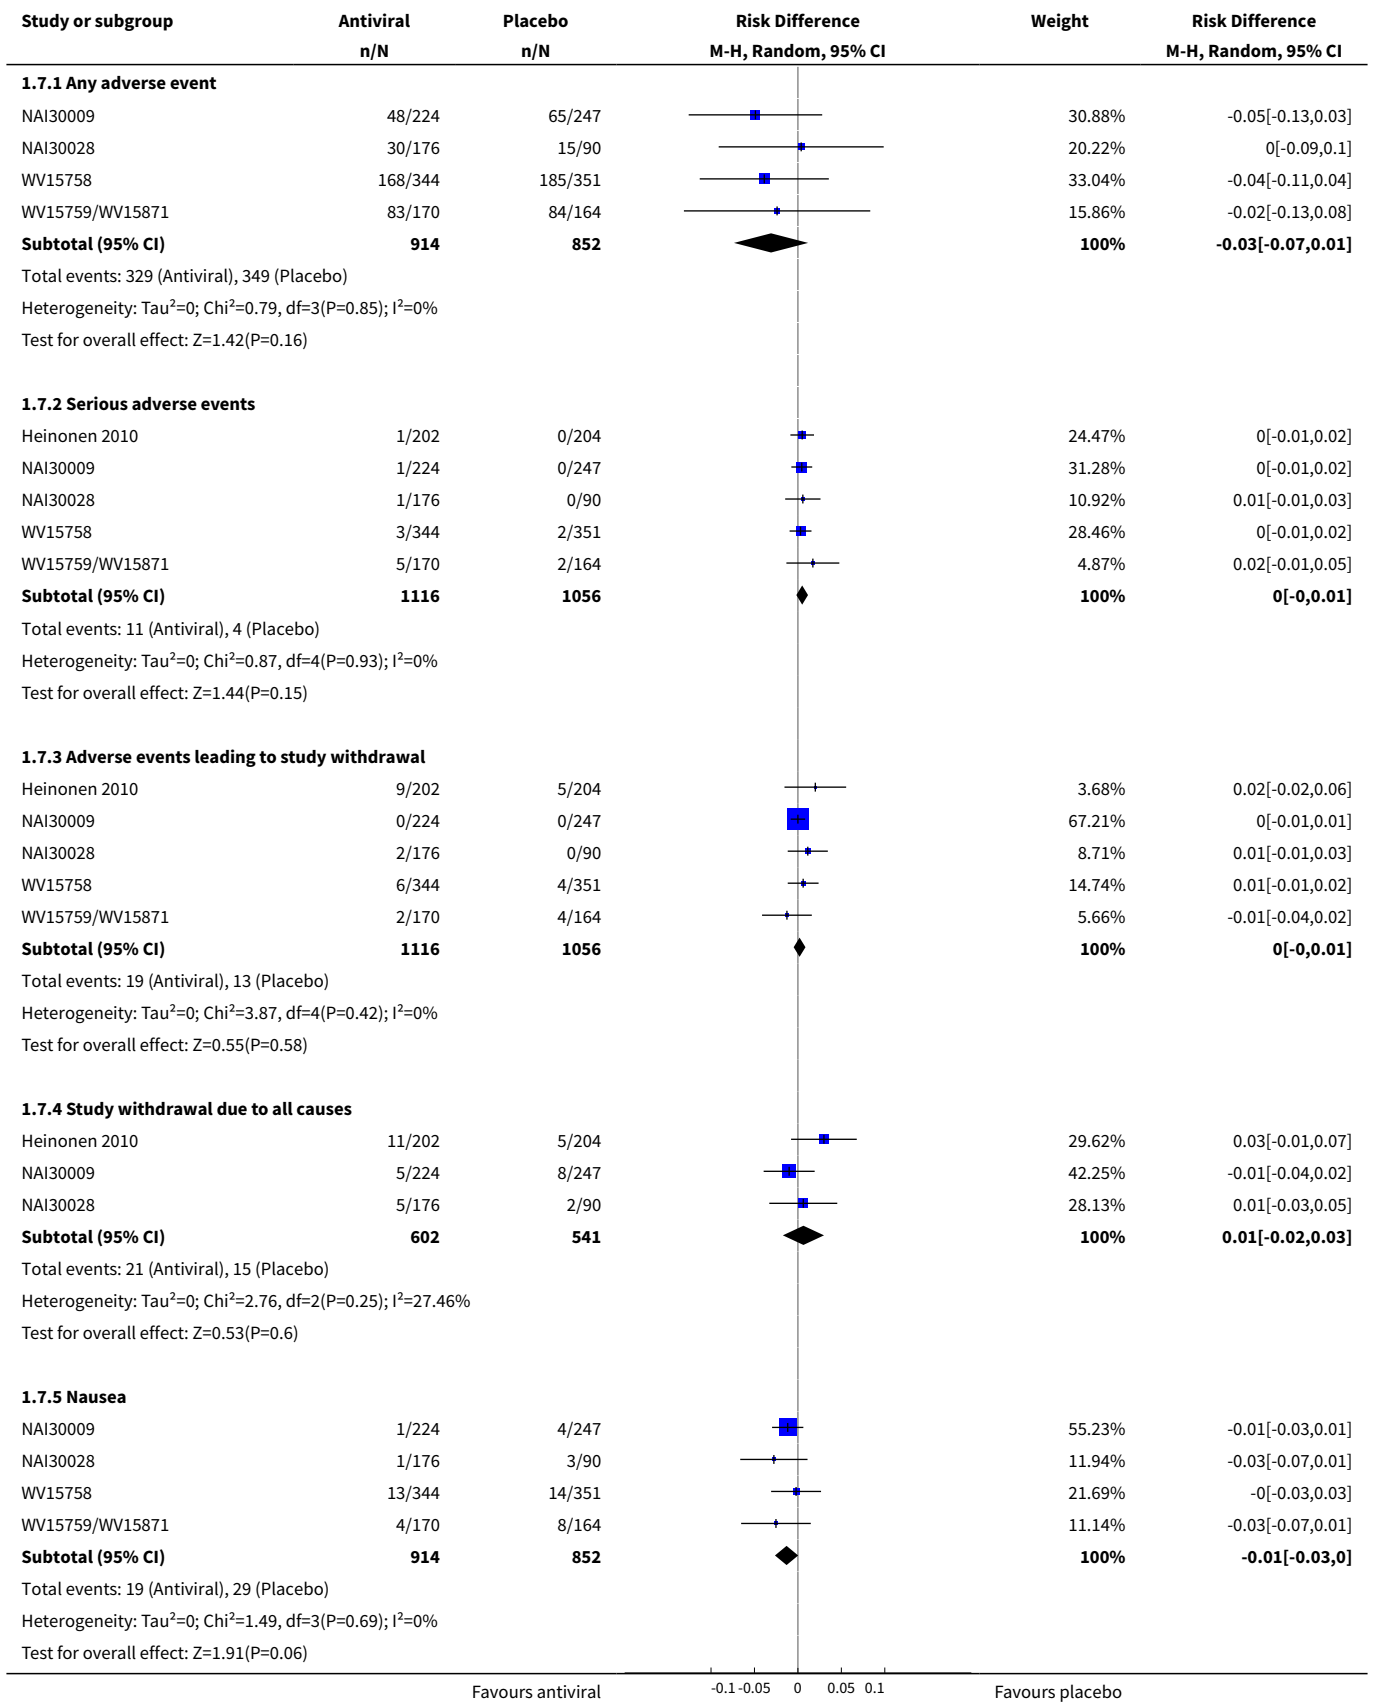 Study or subgroup Antiviral Placebo Risk Difference Weight Risk Difference
n/N n/N M-H, Random, 95% CI M-H, Random, 95% CI
1.7.1 Any adverse event
NAI30009 48/224 65/247 30.88% -0.05[-0.13,0.03]
NAI30028 30/176 15/90 20.22% 0[-0.09,0.1]
WV15758 168/344 185/351 33.04% -0.04[-0.11,0.04]
WV15759/WV15871 83/170 84/164 15.86% -0.02[-0.13,0.08]
Subtotal (95% CI) 914 852 100% -0.03[-0.07,0.01]
Total events: 329 (Antiviral), 349 (Placebo)
Heterogeneity: Tau²=0; Chi²=0.79, df=3(P=0.85); I²=0%
Test for overall effect: Z=1.42(P=0.16)
1.7.2 Serious adverse events
Heinonen 2010 1/202 0/204 24.47% 0[-0.01,0.02]
NAI30009 1/224 0/247 31.28% 0[-0.01,0.02]
NAI30028 1/176 0/90 10.92% 0.01[-0.01,0.03]
WV15758 3/344 2/351 28.46% 0[-0.01,0.02]
WV15759/WV15871 5/170 2/164 4.87% 0.02[-0.01,0.05]
Subtotal (95% CI) 1116 1056 100% 0[-0,0.01]
Total events: 11 (Antiviral), 4 (Placebo)
Heterogeneity: Tau²=0; Chi²=0.87, df=4(P=0.93); I²=0%
Test for overall effect: Z=1.44(P=0.15)
1.7.3 Adverse events leading to study withdrawal
Heinonen 2010 9/202 5/204 3.68% 0.02[-0.02,0.06]
NAI30009 0/224 0/247 67.21% 0[-0.01,0.01]
NAI30028 2/176 0/90 8.71% 0.01[-0.01,0.03]
WV15758 6/344 4/351 14.74% 0.01[-0.01,0.02]
WV15759/WV15871 2/170 4/164 5.66% -0.01[-0.04,0.02]
Subtotal (95% CI) 1116 1056 100% 0[-0,0.01]
Total events: 19 (Antiviral), 13 (Placebo)
Heterogeneity: Tau²=0; Chi²=3.87, df=4(P=0.42); I²=0%
Test for overall effect: Z=0.55(P=0.58)
1.7.4 Study withdrawal due to all causes
Heinonen 2010 11/202 5/204 29.62% 0.03[-0.01,0.07]
NAI30009 5/224 8/247 42.25% -0.01[-0.04,0.02]
NAI30028 5/176 2/90 28.13% 0.01[-0.03,0.05]
Subtotal (95% CI) 602 541 100% 0.01[-0.02,0.03]
Total events: 21 (Antiviral), 15 (Placebo)
Heterogeneity: Tau²=0; Chi²=2.76, df=2(P=0.25); I²=27.46%
Test for overall effect: Z=0.53(P=0.6)
1.7.5 Nausea
NAI30009 1/224 4/247 55.23% -0.01[-0.03,0.01]
NAI30028 1/176 3/90 11.94% -0.03[-0.07,0.01]
WV15758 13/344 14/351 21.69% -0[-0.03,0.03]
WV15759/WV15871 4/170 8/164 11.14% -0.03[-0.07,0.01]
Subtotal (95% CI) 914 852 100% -0.01[-0.03,0]
Total events: 19 (Antiviral), 29 (Placebo)
Heterogeneity: Tau²=0; Chi²=1.49, df=3(P=0.69); I²=0%
Test for overall effect: Z=1.91(P=0.06)
Favours antiviral -0.1 -0.05 0 0.05 0.1 Favours placebo